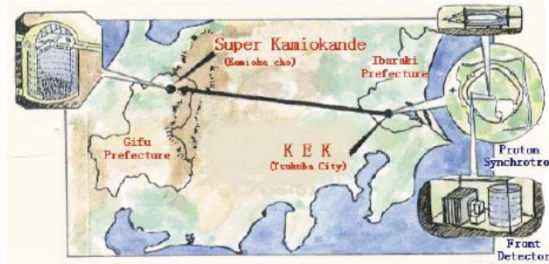 Super Kamiokande
(Kamioka cho)
Ibaraki
Prefecture
Gifu
Prefecture
K E K
(Tsukuba City)
Proton
Synchrotro
Front
Detector